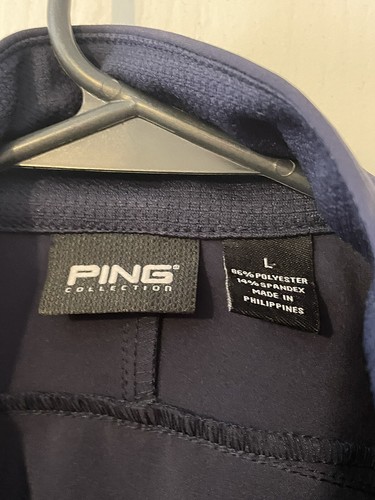 PING®
COLLECTION
L
86% POLYESTER
14% SPANDEX
MADE IN
PHILIPPINES